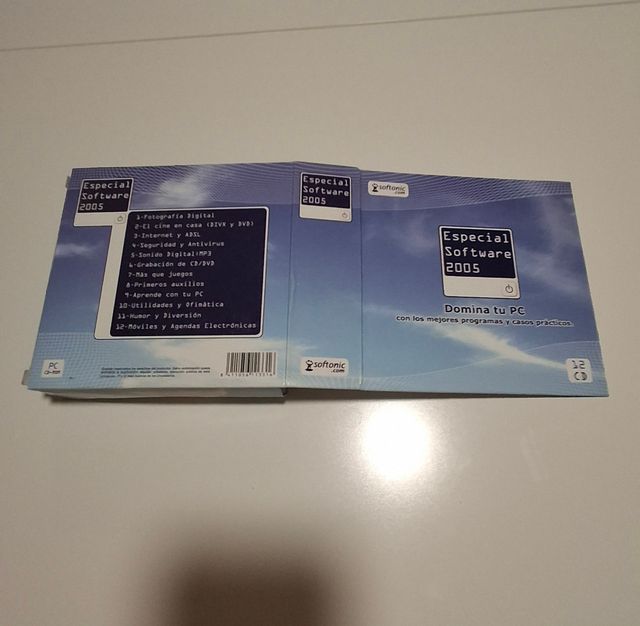 Especial
Software
2005
1-Fotografía Digital
2-El cine en casa (DIVX y DVD)
3-Internet y ADSL
4-Seguridad y Antivirus
5-Sonido Digital:MP3
6-Grabación de CD/DVD
7-Más que juegos
8-Primeros auxilios
9-Aprende con tu PC
10-Utilidades y Ofimática
11-Humor y Diversión
12-Móviles y Agendas Electrónicas
PC
CD-ROM
Especial
Software
2005
softonic
.com
softonic
.com
Especial
Software
2005
Domina tu PC
con los mejores programas y casos prácticos.
12
CD